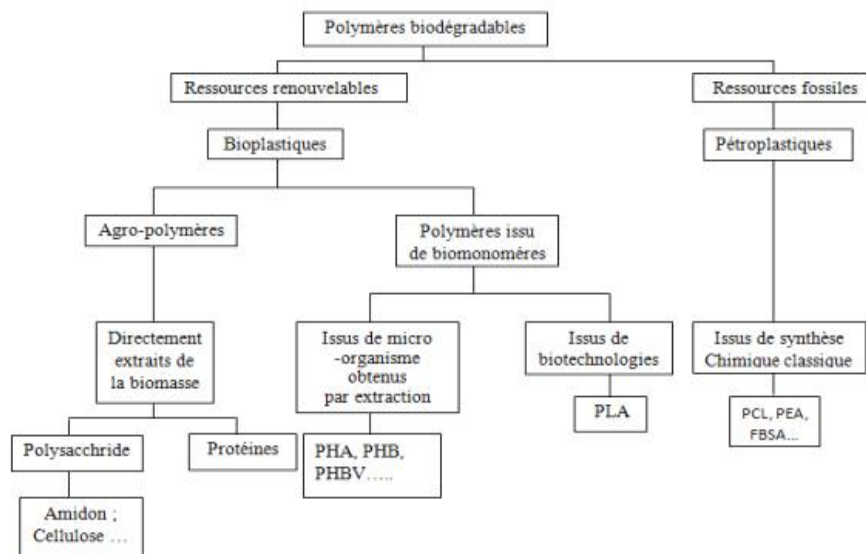 Polymères biodégradables
Ressources renouvelables
Ressources fossiles
Bioplastiques
Pétroplastiques
Agro-polymères
Polymères issu
de biomonomères
Directement
extraits de
la biomasse
Issus de micro
-organisme
obtenus
par extraction
Issus de
biotechnologies
Issus de synthèse
Chimique classique
Polysacchride
Protéines
PHA, PHB,
PHBV…..
PLA
PCL, PEA,
FBSA...
Amidon ;
Cellulose …